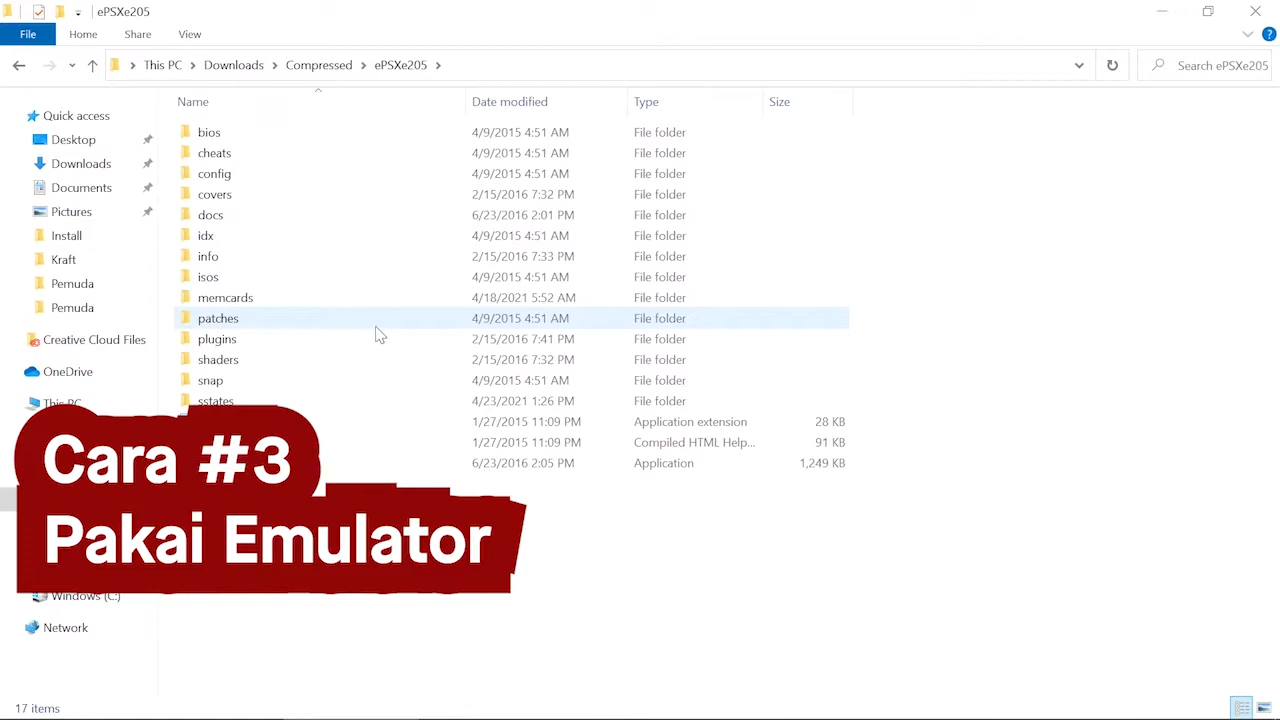 ePSXe205
File Home Share View
This PC Downloads Compressed ePSXe205 Search ePSXe205
Name Date modified Type Size
Quick access
Desktop
Downloads
Documents
Pictures
Install
Kraft
Pemuda
Pemuda
Creative Cloud Files
OneDrive
This PC
Windows (C:)
Network
bios 4/9/2015 4:51 AM File folder
cheats 4/9/2015 4:51 AM File folder
config 4/9/2015 4:51 AM File folder
covers 2/15/2016 7:32 PM File folder
docs 6/23/2016 2:01 PM File folder
idx 4/9/2015 4:51 AM File folder
info 2/15/2016 7:33 PM File folder
isos 4/9/2015 4:51 AM File folder
memcards 4/18/2021 5:52 AM File folder
patches 4/9/2015 4:51 AM File folder
plugins 2/15/2016 7:41 PM File folder
shaders 2/15/2016 7:32 PM File folder
snap 4/9/2015 4:51 AM File folder
sstates 4/23/2021 1:26 PM File folder
1/27/2015 11:09 PM Application extension 28 KB
1/27/2015 11:09 PM Compiled HTML Help... 91 KB
6/23/2016 2:05 PM Application 1,249 KB
Cara #3
Pakai Emulator
17 items